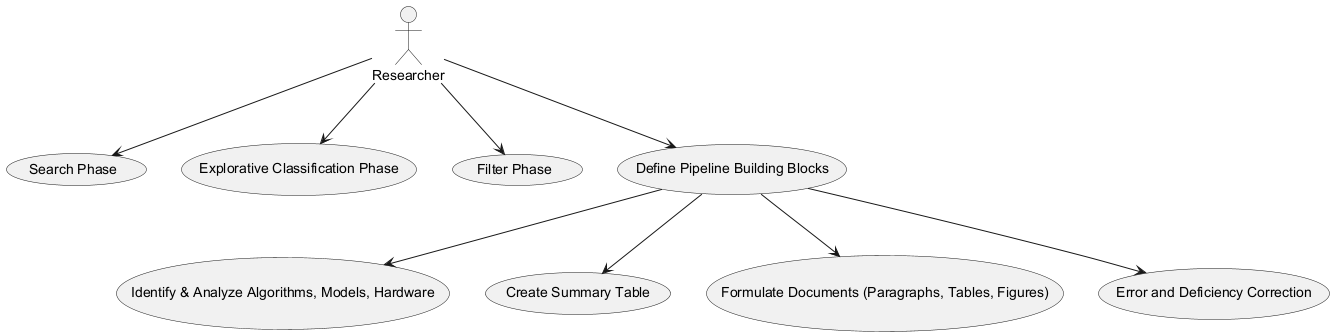 Researcher
Search Phase
Explorative Classification Phase
Filter Phase
Define Pipeline Building Blocks
Identify & Analyze Algorithms, Models, Hardware
Create Summary Table
Formulate Documents (Paragraphs, Tables, Figures)
Error and Deficiency Correction